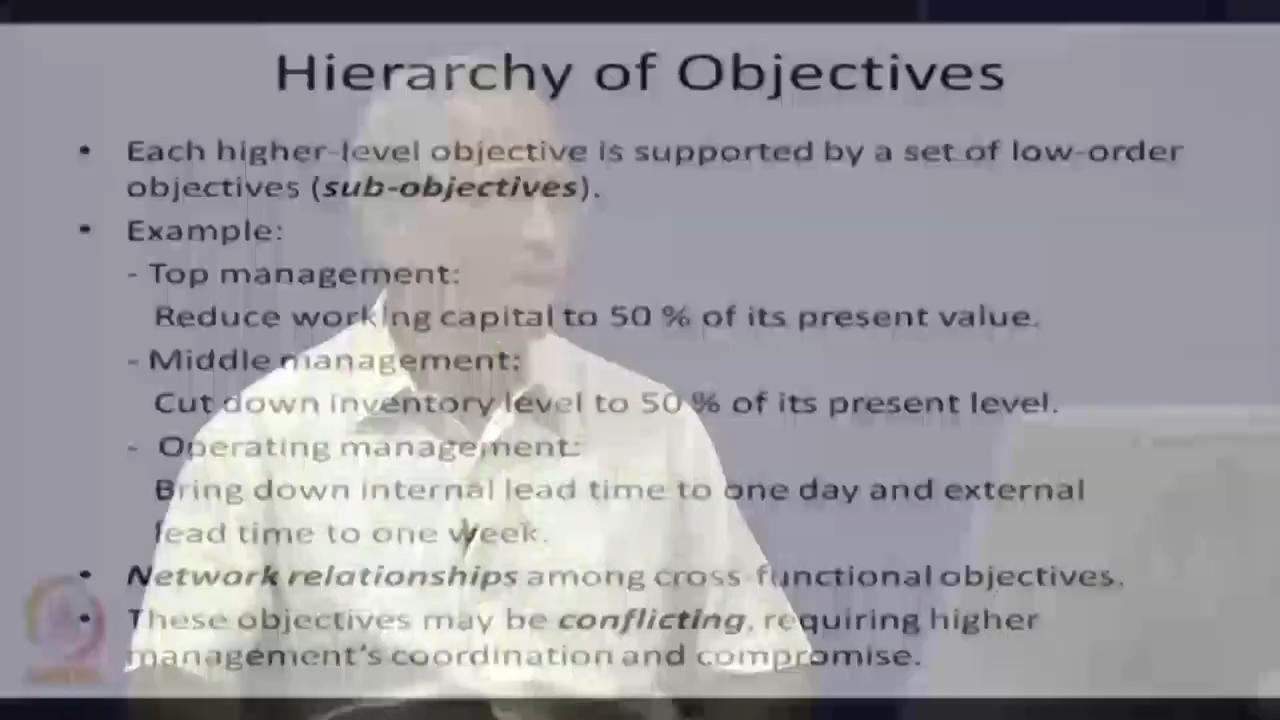 Hierarchy of Objectives
• Each higher-level objective is supported by a set of low-order
objectives (sub-objectives).
• Example:
- Top management:
Reduce working capital to 50 % of its present value.
- Middle management:
Cut down inventory level to 50 % of its present level.
- Operating management:
Bring down internal lead time to one day and external
lead time to one week.
• Network relationships among cross-functional objectives.
• These objectives may be conflicting, requiring higher
management's coordination and compromise.